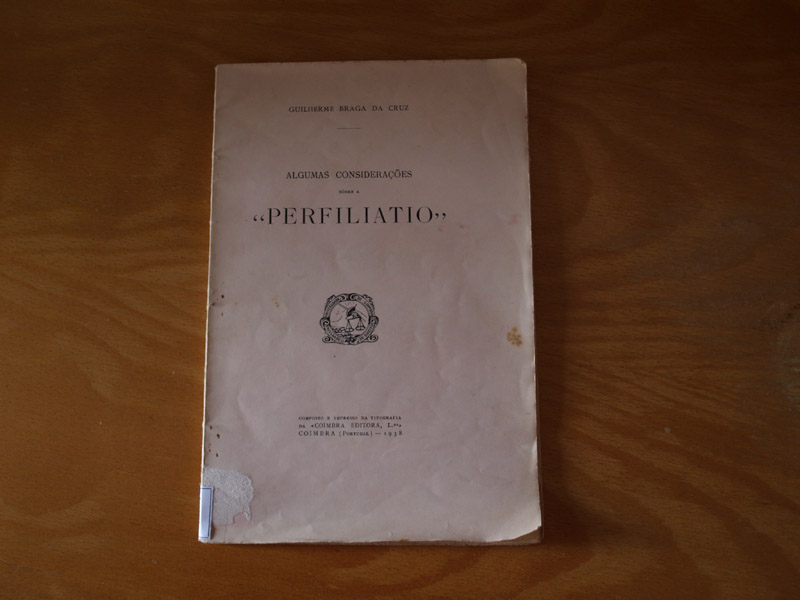 GUILHERME BRAGA DA CRUZ
ALGUMAS CONSIDERAÇÕES
SÔBRE A
“PERFILIATIO”
COMPOSTO E IMPRESSO NA TIPOGRAFIA
DA «COIMBRA EDITORA, L.DA»
COIMBRA (PORTUGAL) — 1938